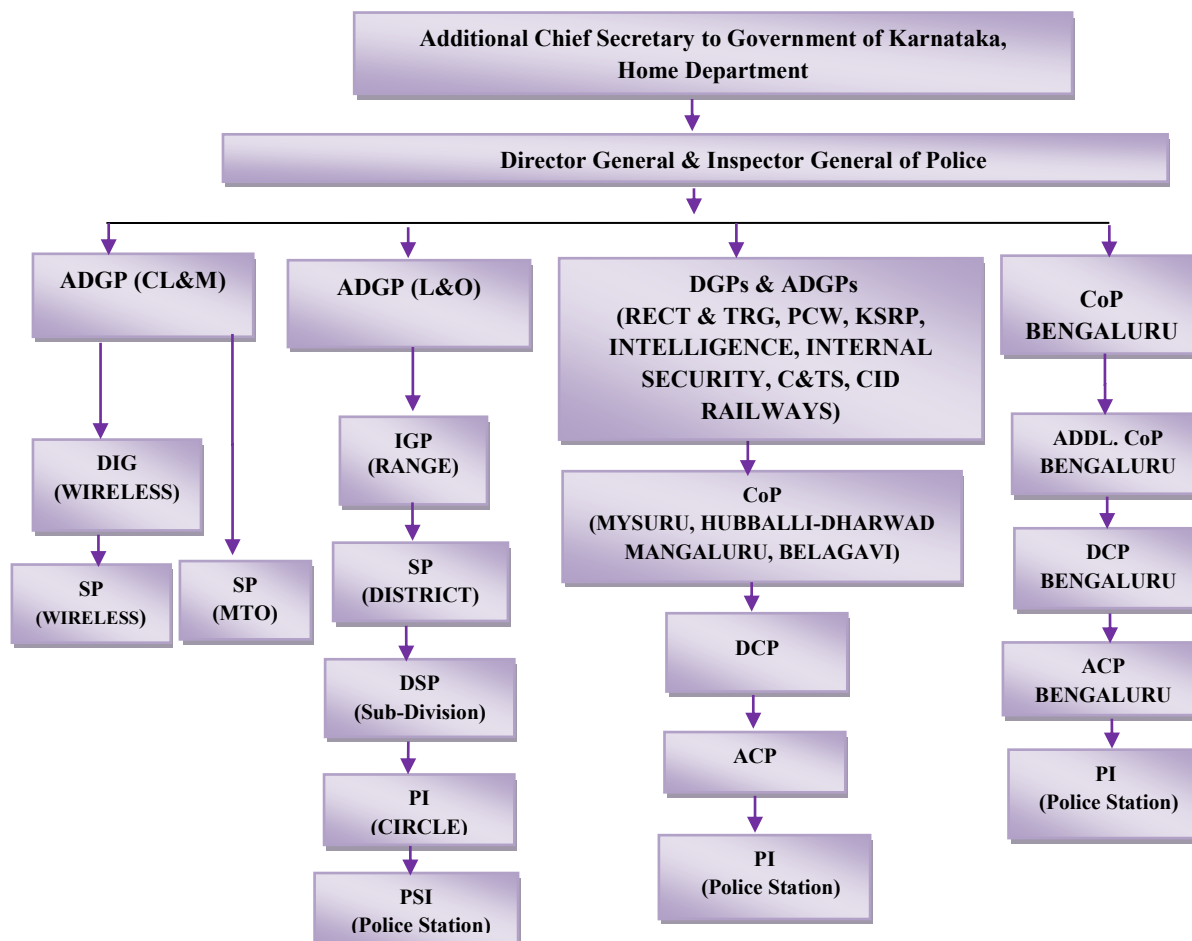 Additional Chief Secretary to Government of Karnataka,
Home Department
Director General & Inspector General of Police
ADGP (CL&M)
DIG
(WIRELESS)
SP
(WIRELESS)
SP
(MTO)
ADGP (L&O)
IGP
(RANGE)
SP
(DISTRICT)
DSP
(Sub-Division)
PI
(CIRCLE)
PSI
(Police Station)
DGPs & ADGPs
(RECT & TRG, PCW, KSRP,
INTELLIGENCE, INTERNAL
SECURITY, C&TS, CID
RAILWAYS)
CoP
(MYSURU, HUBBALLI-DHARWAD
MANGALURU, BELAGAVI)
DCP
ACP
PI
(Police Station)
CoP
BENGALURU
ADDL. CoP
BENGALURU
DCP
BENGALURU
ACP
BENGALURU
PI
(Police Station)